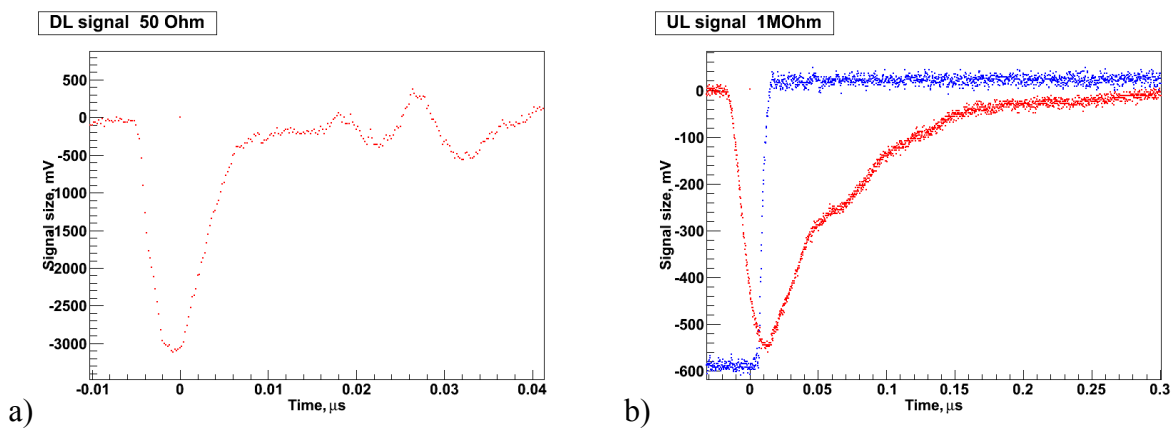 DL signal 50 Ohm
Signal size, mV
500
0
-500
-1000
-1500
-2000
-2500
-3000
-0.01 0 0.01 0.02 0.03 0.04
Time, μs
a)
UL signal 1MOhm
Signal size, mV
0
-100
-200
-300
-400
-500
-600
0 0.05 0.1 0.15 0.2 0.25 0.3
Time, μs
b)